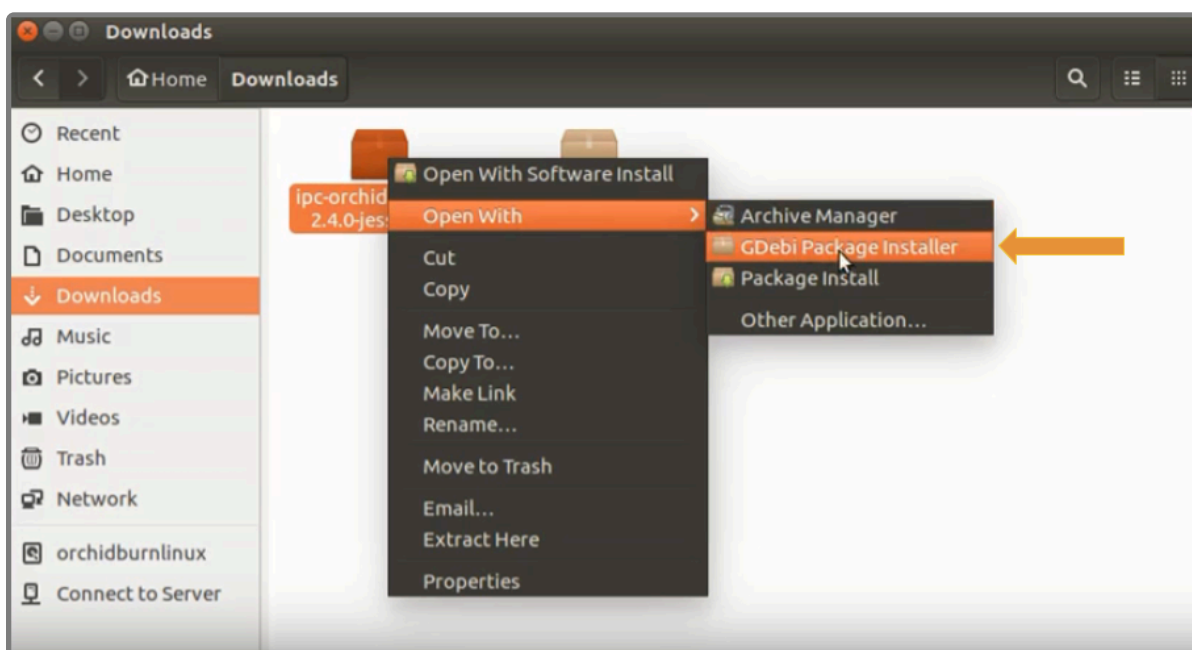 Downloads
Home Downloads
Recent
Home
Desktop
Documents
Downloads
Music
Pictures
Videos
Trash
Network
orchidburnlinux
Connect to Server
ipc-orchid
2.4.0-jes
Open With Software Install
Open With
Cut
Copy
Move To...
Copy To...
Make Link
Rename...
Move to Trash
Email...
Extract Here
Properties
Archive Manager
GDebi Package Installer
Package Install
Other Application...